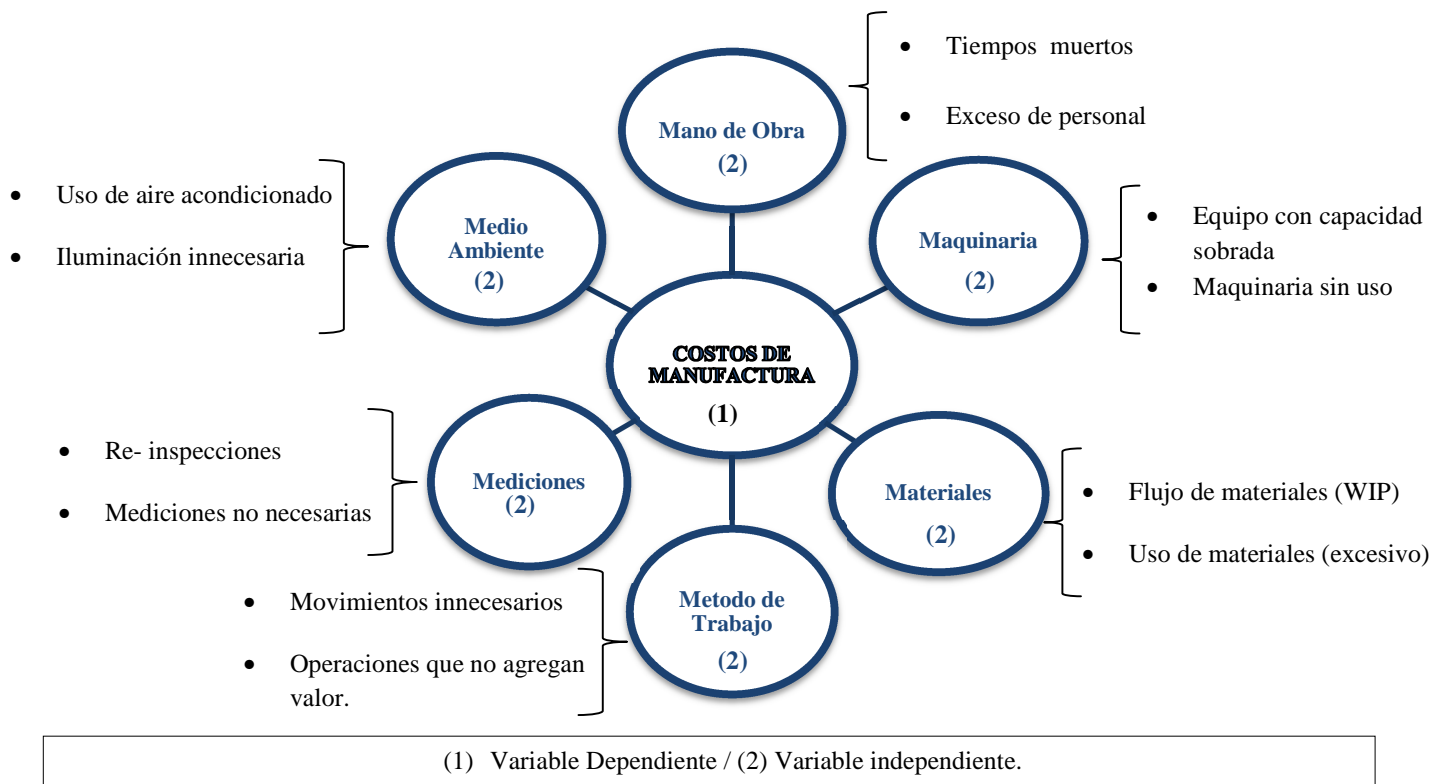 • Tiempos muertos
• Exceso de personal
Mano de Obra
(2)
• Uso de aire acondicionado
• Iluminación innecesaria
Medio
Ambiente
(2)
Maquinaria
(2)
• Equipo con capacidad
sobrada
• Maquinaria sin uso
COSTOS DE
MANUFACTURA
(1)
• Re- inspecciones
• Mediciones no necesarias
Mediciones
(2)
Materiales
(2)
• Flujo de materiales (WIP)
• Uso de materiales (excesivo)
• Movimientos innecesarios
• Operaciones que no agregan
valor.
Metodo de
Trabajo
(2)
(1) Variable Dependiente / (2) Variable independiente.